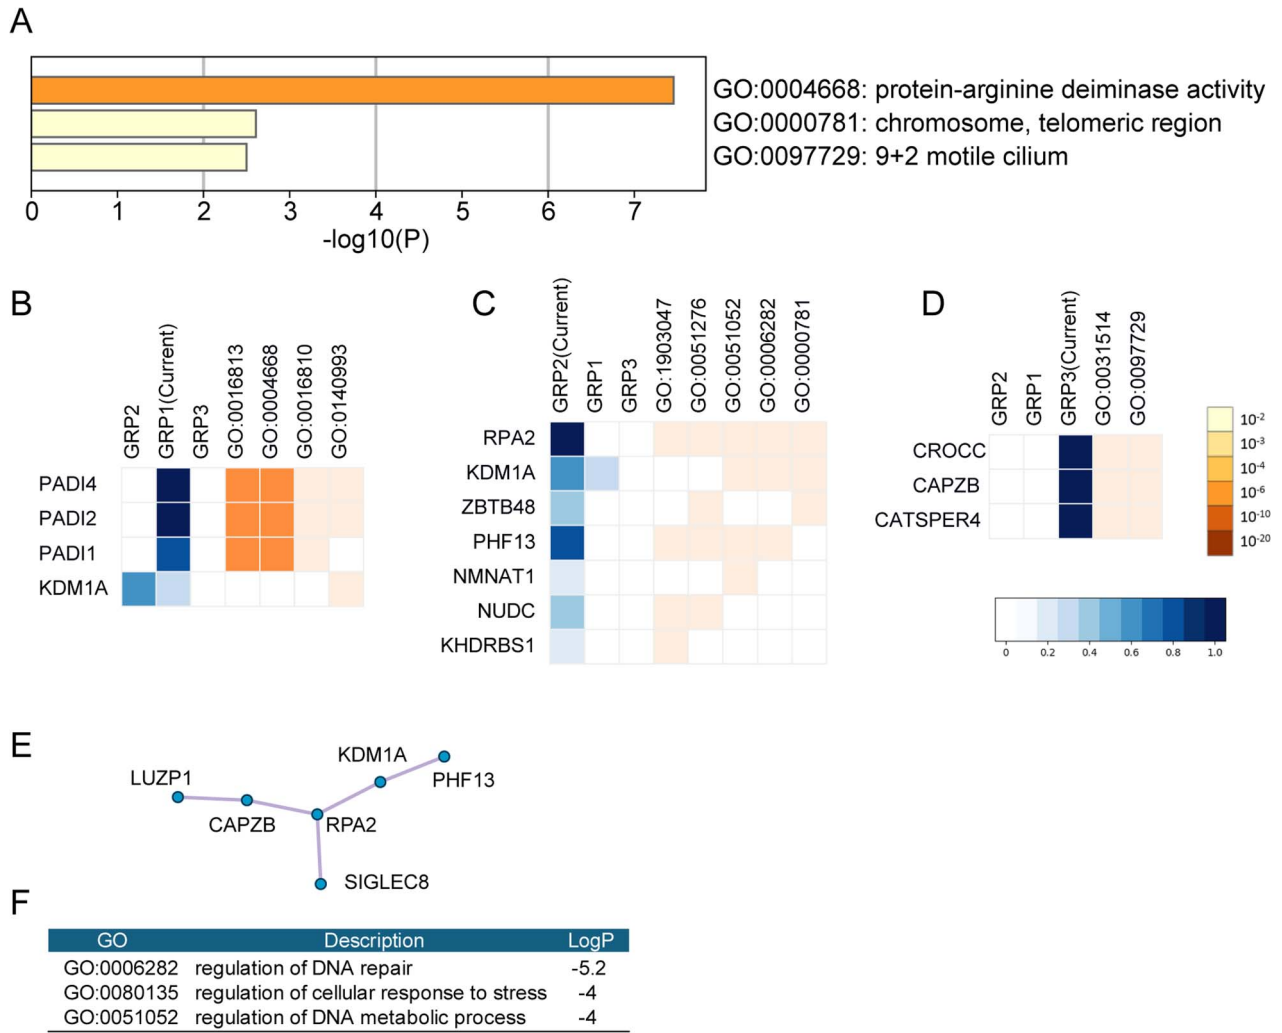 A
GO:0004668: protein-arginine deiminase activity
GO:0000781: chromosome, telomeric region
GO:0097729: 9+2 motile cilium
0 1 2 3 4 5 6 7
-log10(P)
B
GRP2 GRP1(Current) GRP3 GO:0016813 GO:0004668 GO:0016810 GO:0140993
PADI4
PADI2
PADI1
KDM1A
C
GRP2(Current) GRP1 GRP3 GO:1903047 GO:0051276 GO:0051052 GO:0006282 GO:0000781
RPA2
KDM1A
ZBTB48
PHF13
NMNAT1
NUDC
KHDRBS1
D
GRP2 GRP1 GRP3(Current) GO:0031514 GO:0097729
CROCC
CAPZB
CATSPER4
10-2
10-3
10-4
10-6
10-10
10-20
0 0.2 0.4 0.6 0.8 1.0
E
KDM1A
LUZP1
PHF13
CAPZB
RPA2
SIGLEC8
F
GO Description LogP
GO:0006282 regulation of DNA repair -5.2
GO:0080135 regulation of cellular response to stress -4
GO:0051052 regulation of DNA metabolic process -4